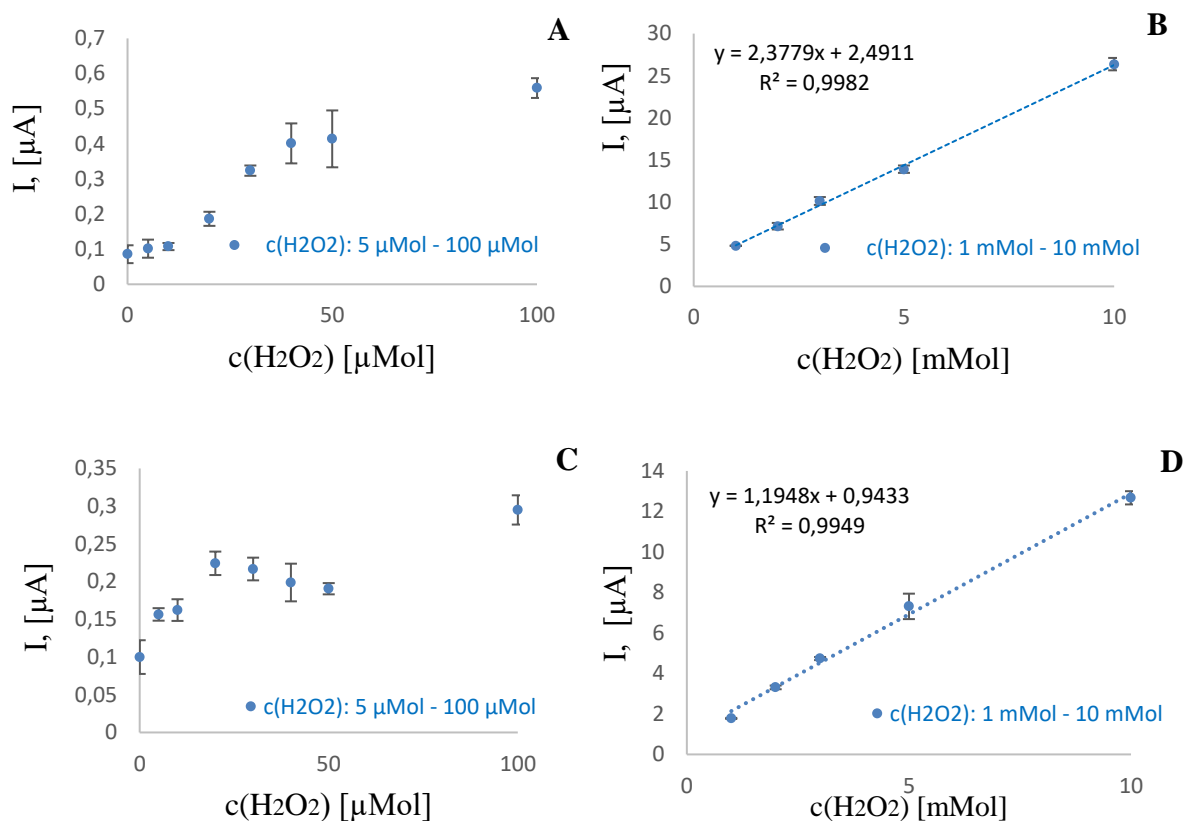 A
0,7
0,6
0,5
0,4
0,3
0,2
0,1
0
I, [µA]
c(H2O2): 5 µMol - 100 µMol
0 50 100
c(H2O2) [µMol]
B
30
25
20
15
10
5
0
I, [µA]
y = 2,3779x + 2,4911
R² = 0,9982
c(H2O2): 1 mMol - 10 mMol
0 5 10
c(H2O2) [mMol]
C
0,35
0,3
0,25
0,2
0,15
0,1
0,05
0
I, [µA]
c(H2O2): 5 µMol - 100 µMol
0 50 100
c(H2O2) [µMol]
D
14
12
10
8
6
4
2
0
I, [µA]
y = 1,1948x + 0,9433
R² = 0,9949
c(H2O2): 1 mMol - 10 mMol
0 5 10
c(H2O2) [mMol]